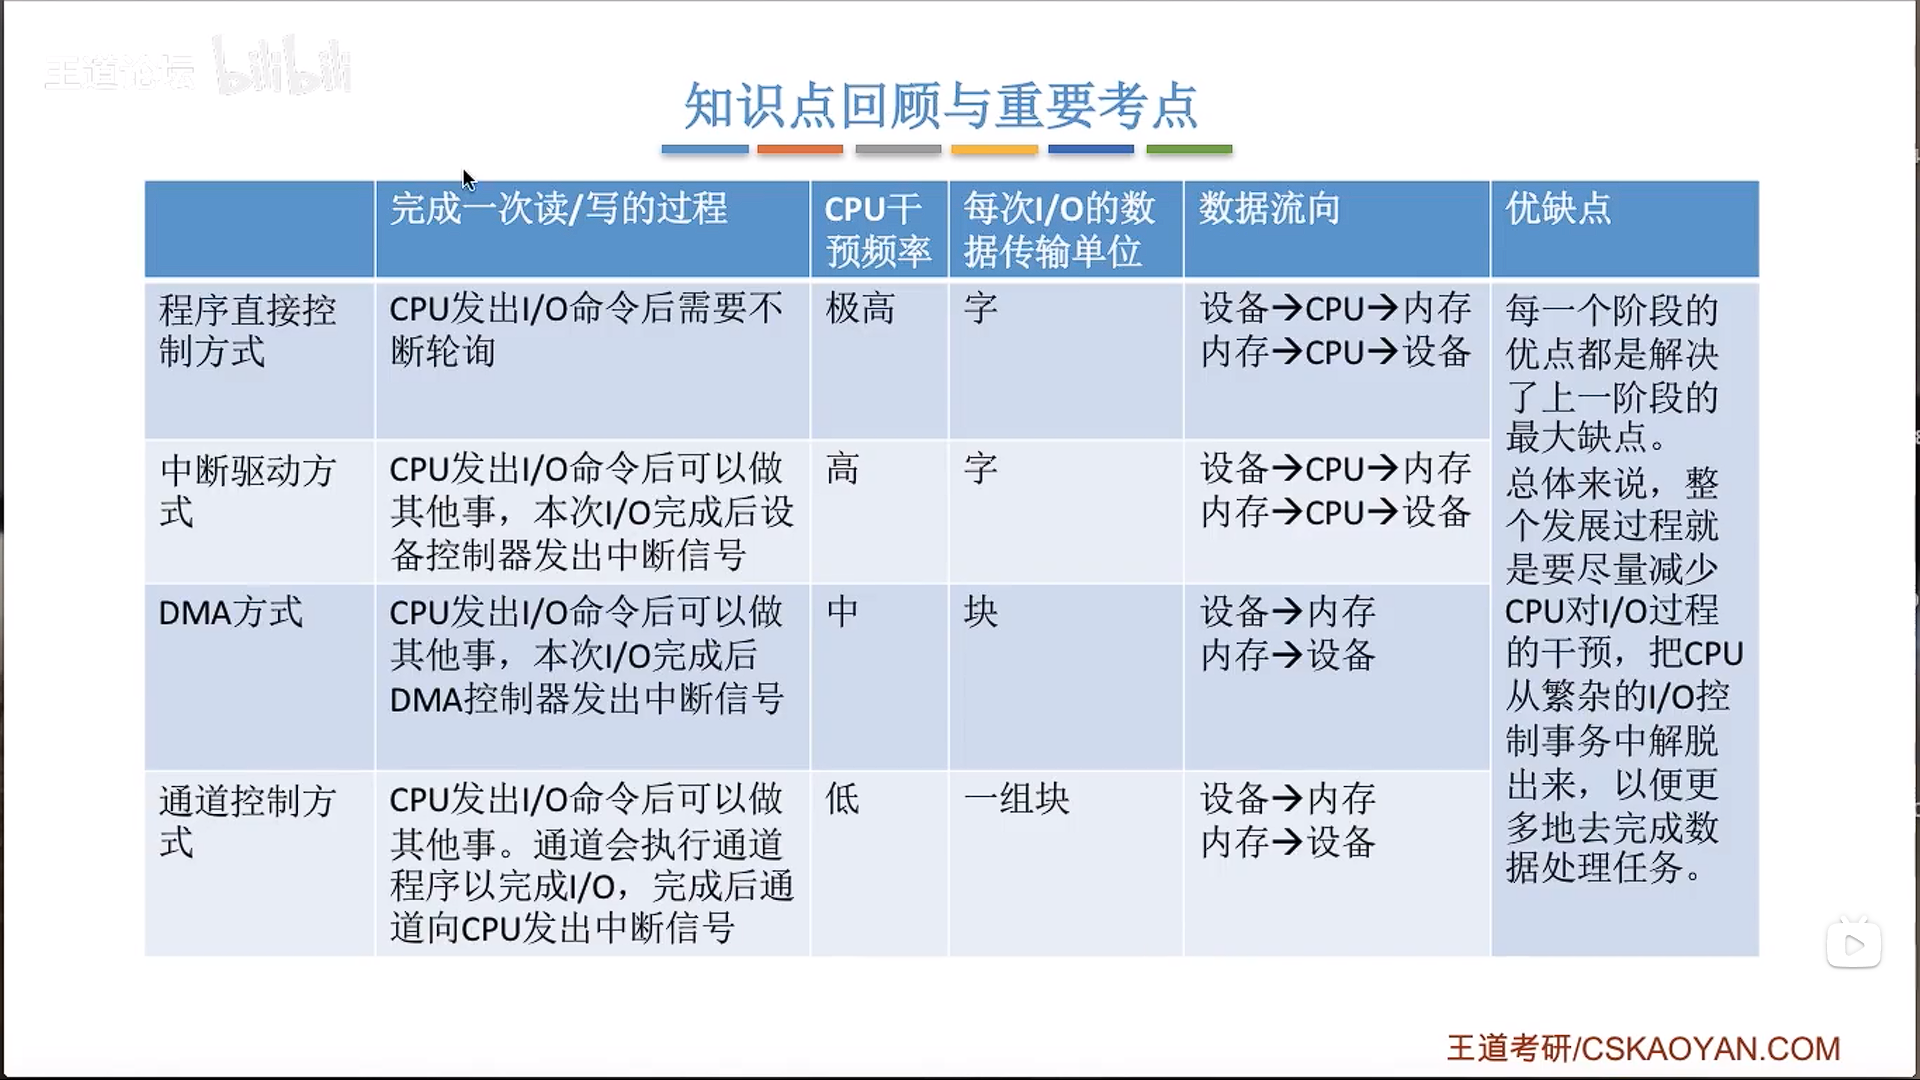 王道论坛 bilibili
知识点回顾与重要考点
完成一次读/写的过程
CPU干
预频率
每次I/O的数
据传输单位
数据流向
优缺点
程序直接控
制方式
CPU发出I/O命令后需要不
断轮询
极高
字
设备→CPU→内存
内存→CPU→设备
每一个阶段的
优点都是解决
了上一阶段的
最大缺点。
总体来说，整
个发展过程就
是要尽量减少
CPU对I/O过程
的干预，把CPU
从繁杂的I/O控
制事务中解脱
出来，以便更
多地去完成数
据处理任务。
中断驱动方
式
CPU发出I/O命令后可以做
其他事，本次I/O完成后设
备控制器发出中断信号
高
字
设备→CPU→内存
内存→CPU→设备
DMA方式
CPU发出I/O命令后可以做
其他事，本次I/O完成后
DMA控制器发出中断信号
中
块
设备→内存
内存→设备
通道控制方
式
CPU发出I/O命令后可以做
其他事。通道会执行通道
程序以完成I/O，完成后通
道向CPU发出中断信号
低
一组块
设备→内存
内存→设备
王道考研/CSKAOYAN.COM